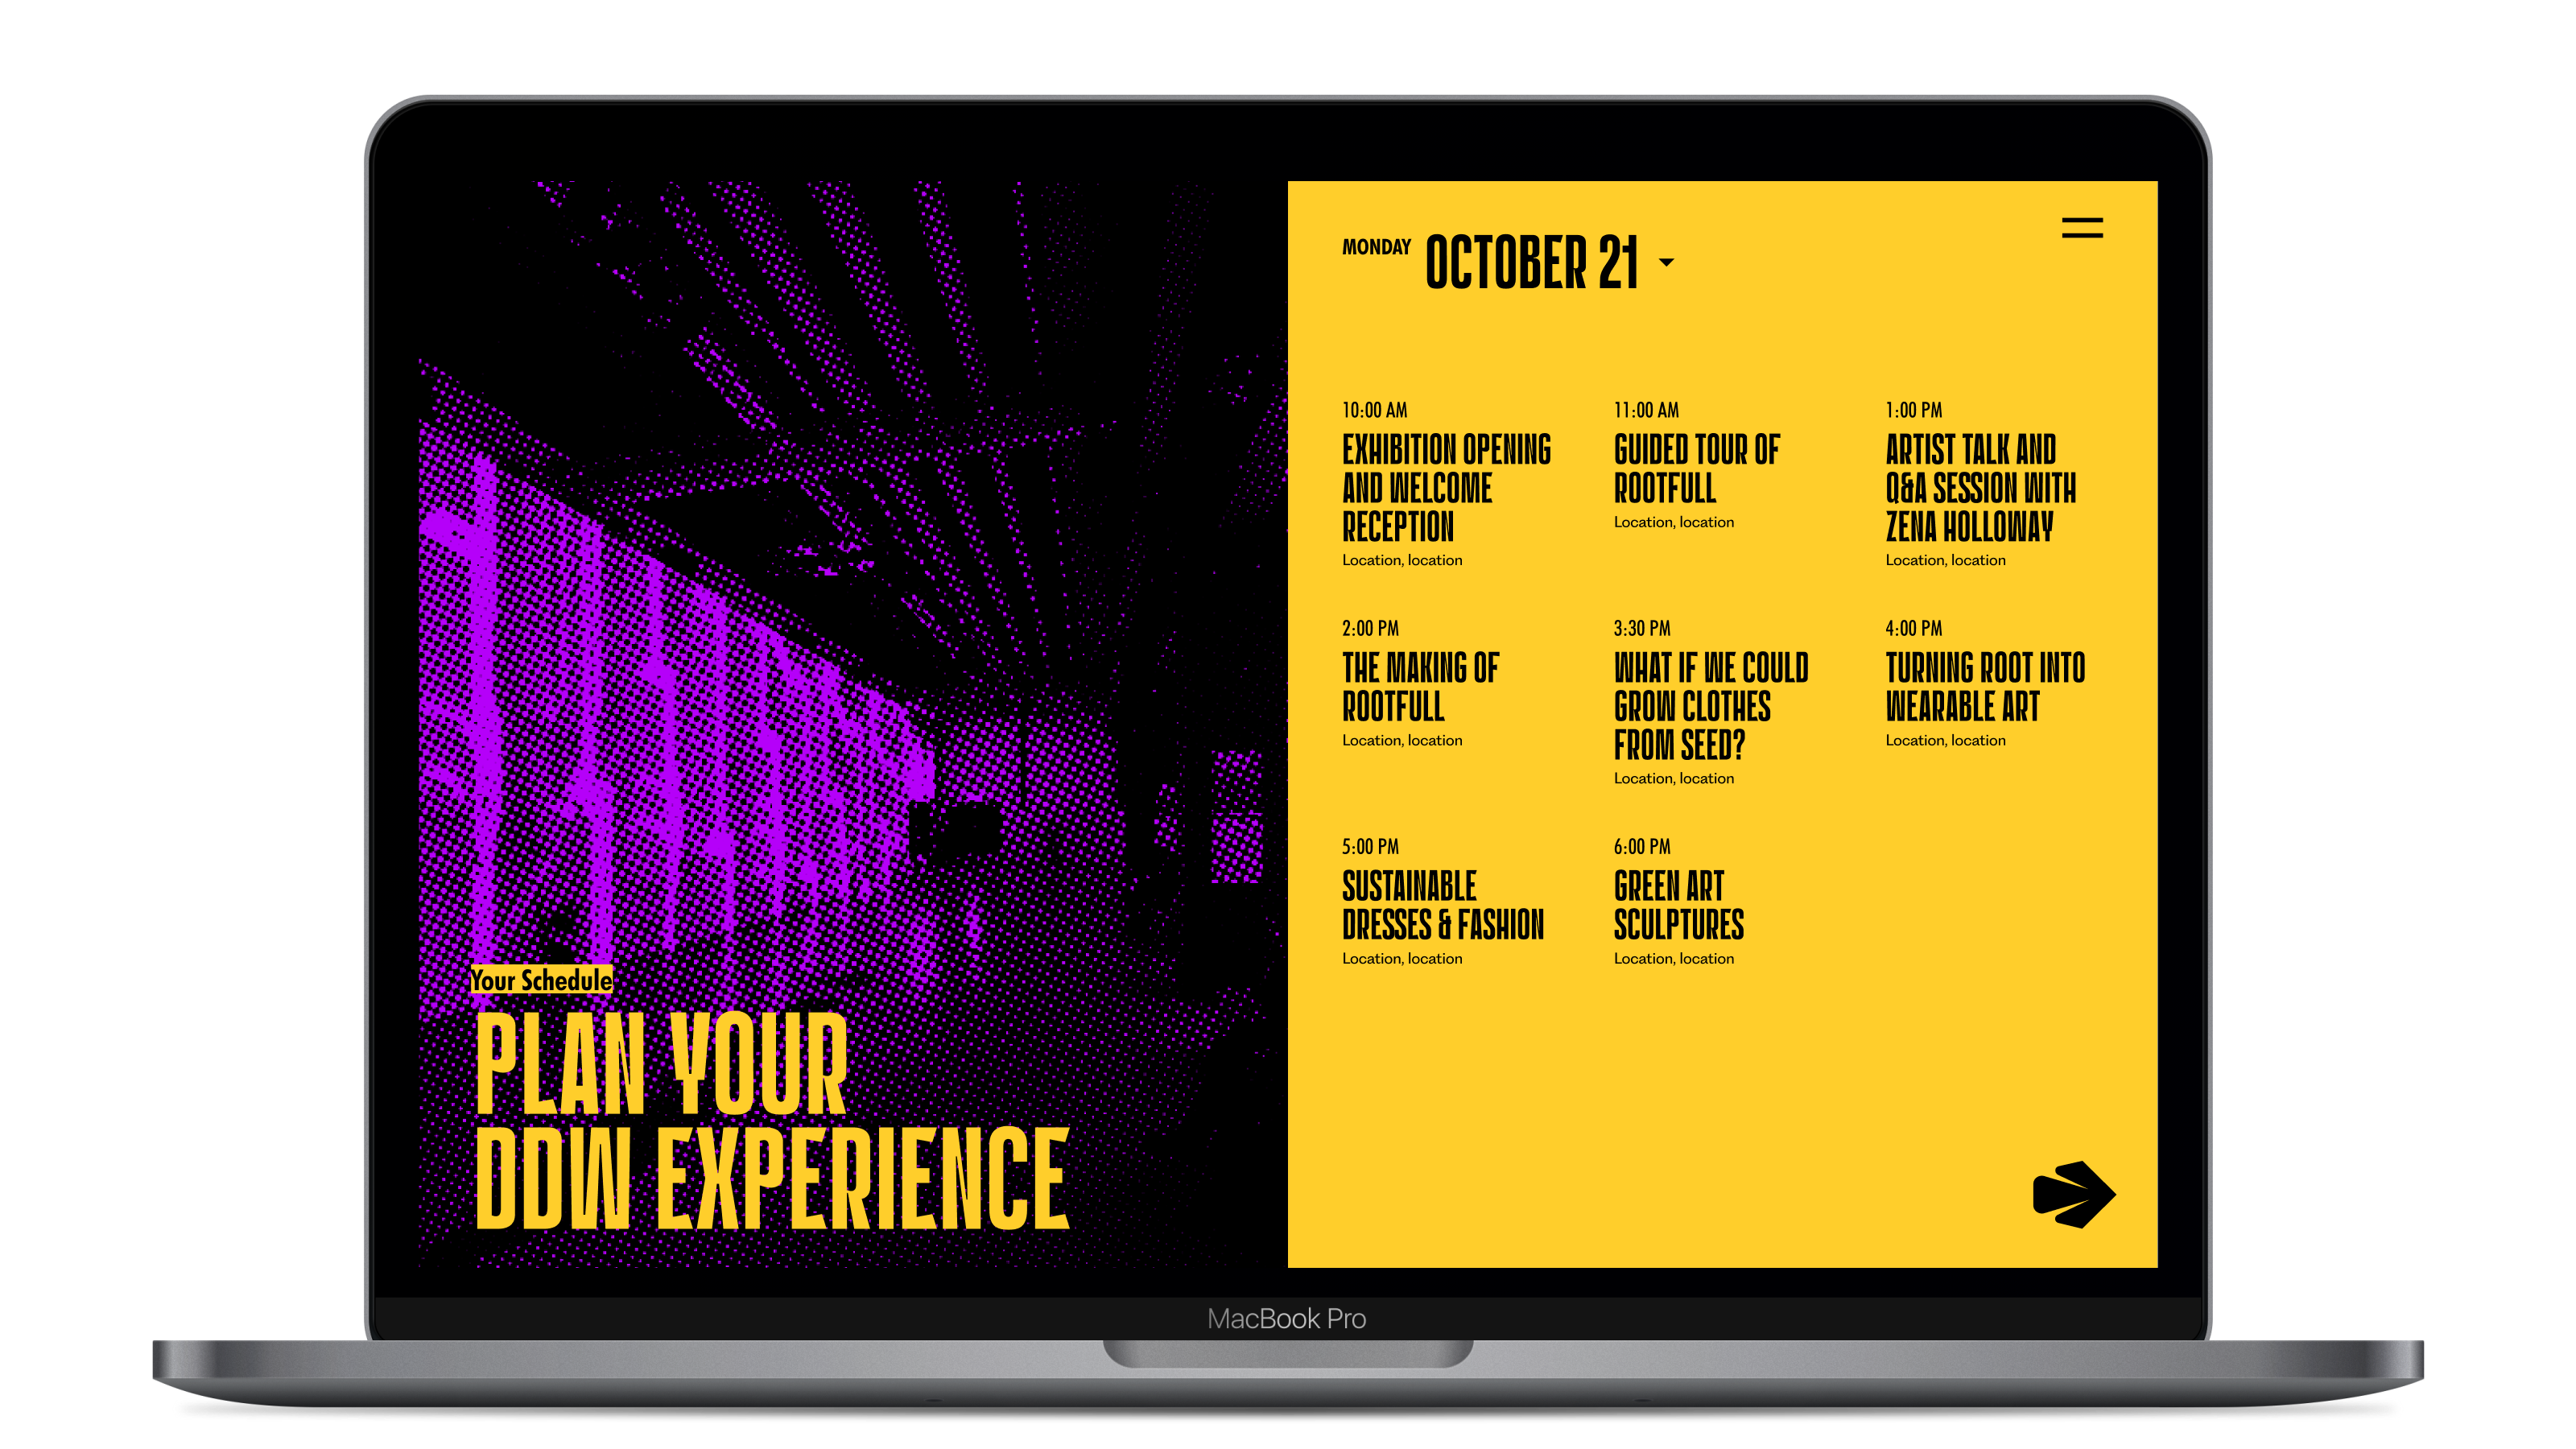 MONDAY OCTOBER 21
10:00 AM
EXHIBITION OPENING
AND WELCOME
RECEPTION
Location, location
11:00 AM
GUIDED TOUR OF
ROOTFULL
Location, location
1:00 PM
ARTIST TALK AND
Q&A SESSION WITH
ZENA HOLLOWAY
Location, location
2:00 PM
THE MAKING OF
ROOTFULL
Location, location
3:30 PM
WHAT IF WE COULD
GROW CLOTHES
FROM SEED?
Location, location
4:00 PM
TURNING ROOT INTO
WEARABLE ART
Location, location
5:00 PM
SUSTAINABLE
DRESSES & FASHION
Location, location
6:00 PM
GREEN ART
SCULPTURES
Location, location
Your Schedule
PLAN YOUR
DDW EXPERIENCE
MacBook Pro